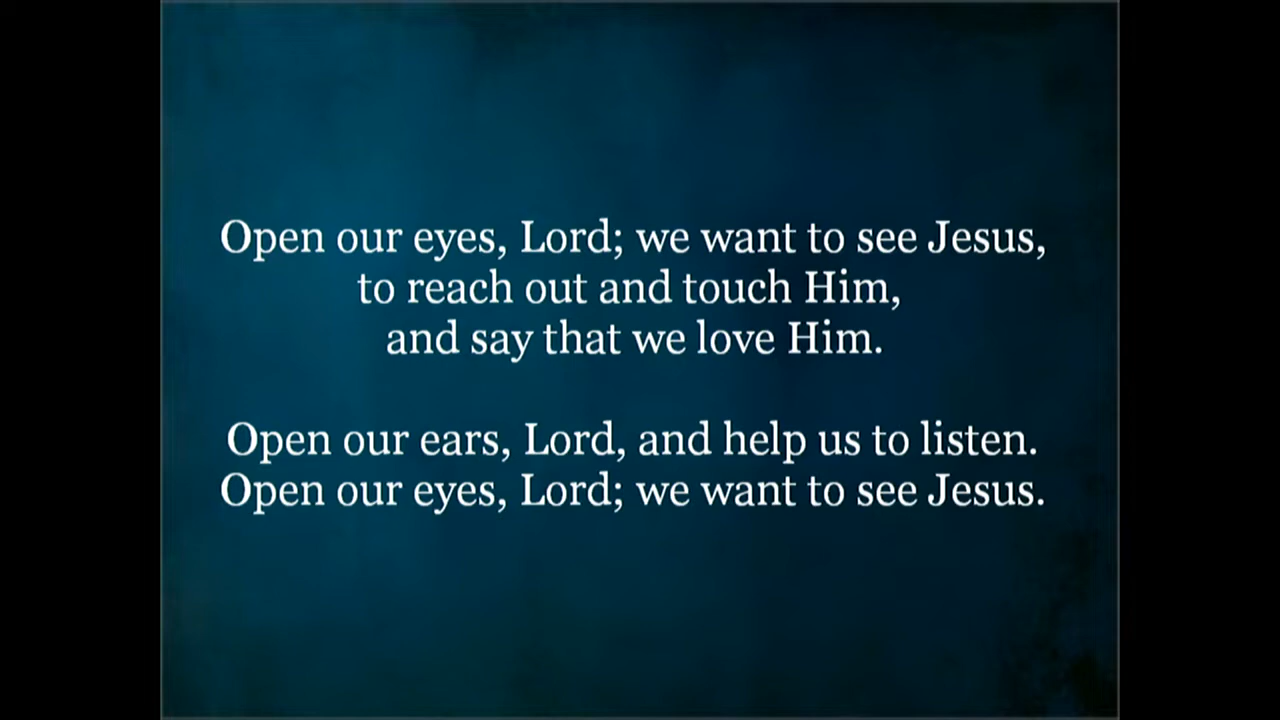 Open our eyes, Lord; we want to see Jesus,
to reach out and touch Him,
and say that we love Him.
Open our ears, Lord, and help us to listen.
Open our eyes, Lord; we want to see Jesus.